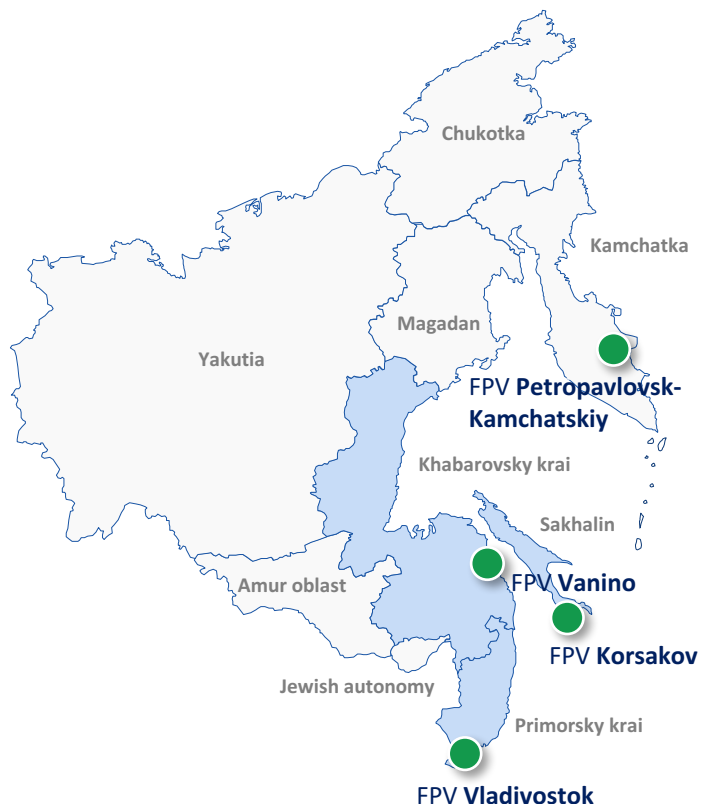 Chukotka
Kamchatka
Magadan
Yakutia
FPV Petropavlovsk-
Kamchatskiy
Khabarovsky krai
Sakhalin
Amur oblast
FPV Vanino
FPV Korsakov
Jewish autonomy
Primorsky krai
FPV Vladivostok